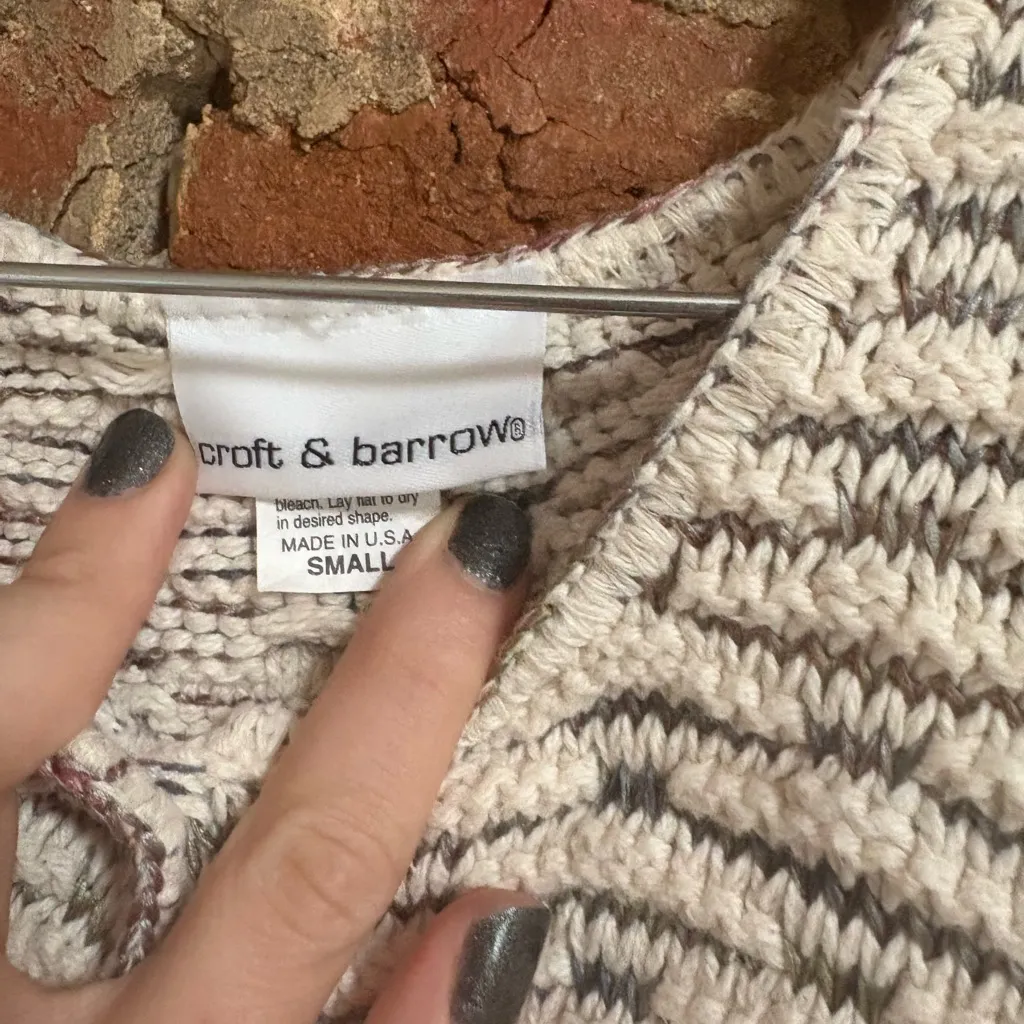 croft & barrow®
bleach. Lay flat to dry
in desired shape.
MADE IN U.S.A
SMALL